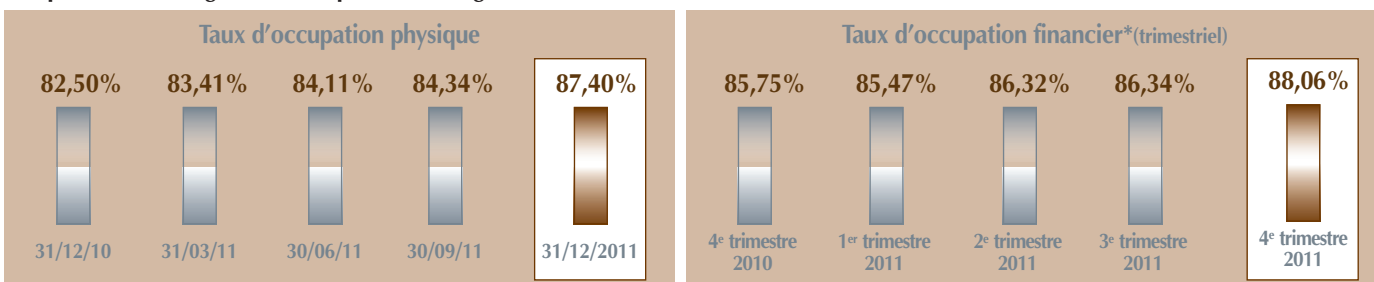 Taux d'occupation physique
82,50% 83,41% 84,11% 84,34% 87,40%
31/12/10 31/03/11 30/06/11 30/09/11 31/12/2011
Taux d'occupation financier*(trimestriel)
85,75% 85,47% 86,32% 86,34% 88,06%
4e trimestre 2010
1er trimestre 2011
2e trimestre 2011
3e trimestre 2011
4e trimestre 2011